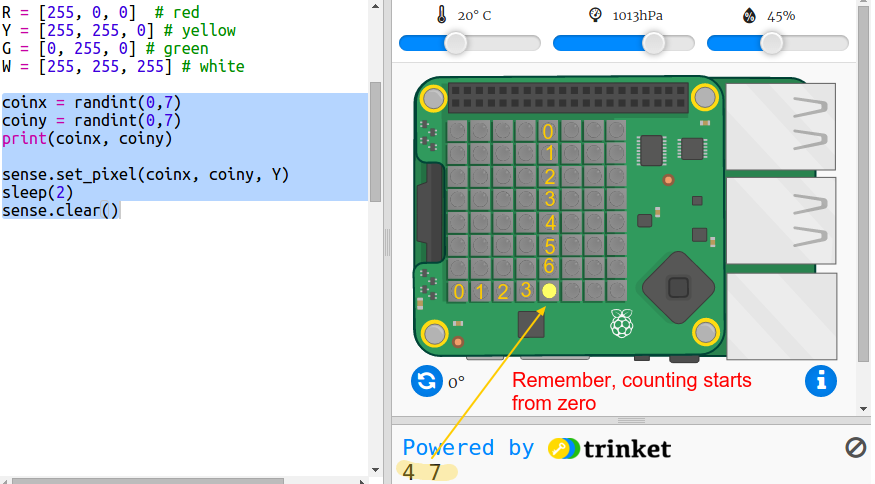 R = [255, 0, 0]  # red
Y = [255, 255, 0] # yellow
G = [0, 255, 0] # green
W = [255, 255, 255] # white
coinx = randint(0,7)
coiny = randint(0,7)
print(coinx, coiny)
sense.set_pixel(coinx, coiny, Y)
sleep(2)
sense.clear()
20° C
1013hPa
45%
0
1
2
3
4
5
6
0 1 2 3
0°
Remember, counting starts
from zero
Powered by trinket
4 7